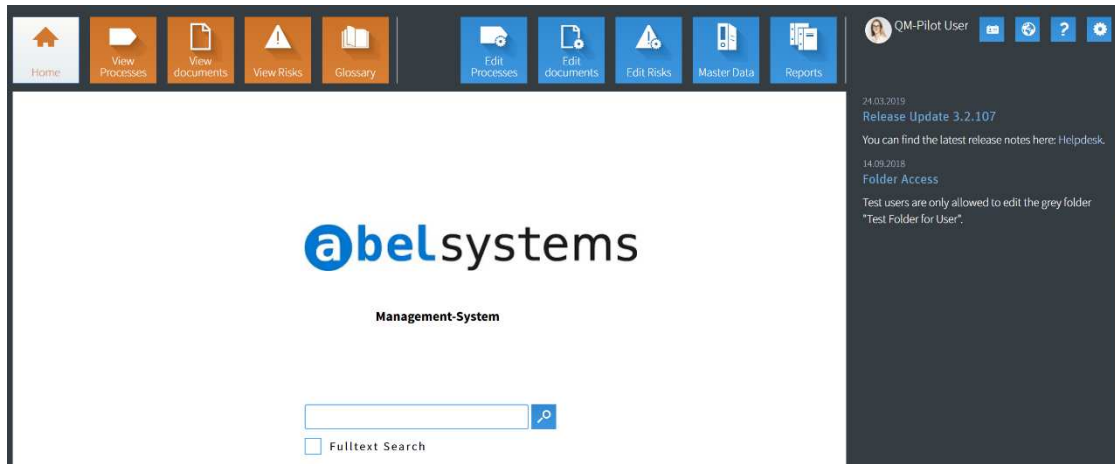 Home
View
Processes
View
documents
View Risks
Glossary
Edit
Processes
Edit
documents
Edit Risks
Master Data
Reports
QM-Pilot User
?
24.03.2019
Release Update 3.2.107
You can find the latest release notes here: Helpdesk.
14.09.2018
Folder Access
Test users are only allowed to edit the grey folder
"Test Folder for User".
abelsystems
Management-System
Fulltext Search